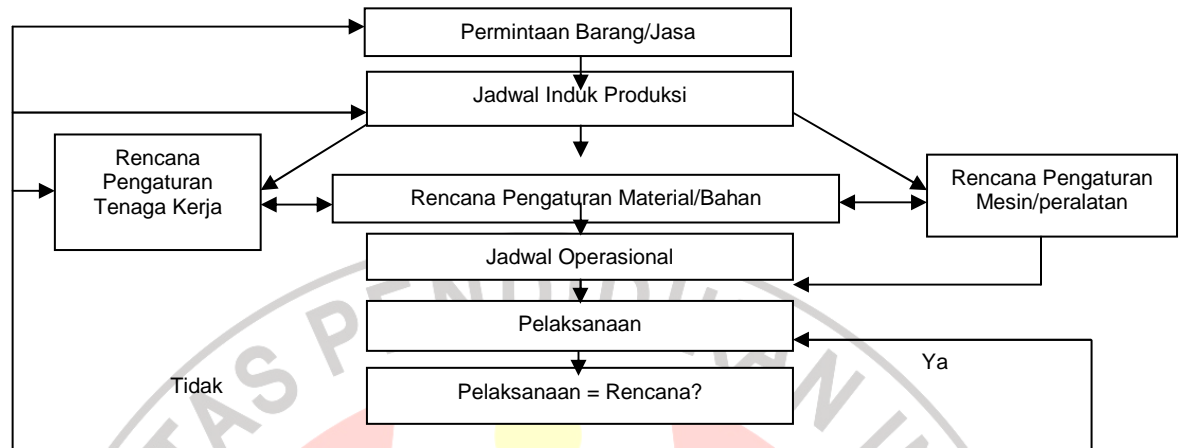 Permintaan Barang/Jasa
Jadwal Induk Produksi
Rencana
Pengaturan
Tenaga Kerja
Rencana Pengaturan Material/Bahan
Rencana Pengaturan
Mesin/peralatan
Jadwal Operasional
Pelaksanaan
Ya
Tidak
Pelaksanaan = Rencana?